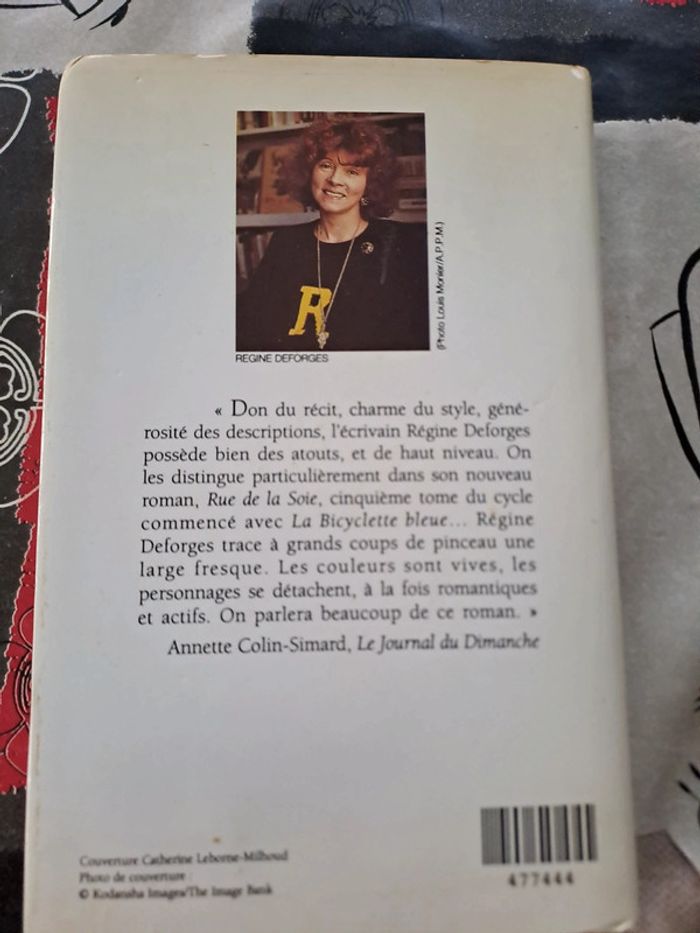 R
(Photo Louis Monier/A.P.P.M.)
REGINE DEFORGES
« Don du récit, charme du style, géné-
rosité des descriptions, l'écrivain Régine Deforges
possède bien des atouts, et de haut niveau. On
les distingue particulièrement dans son nouveau
roman, Rue de la Soie, cinquième tome du cycle
commencé avec La Bicyclette bleue... Régine
Deforges trace à grands coups de pinceau une
large fresque. Les couleurs sont vives, les
personnages se détachent, à la fois romantiques
et actifs. On parlera beaucoup de ce roman. »
Annette Colin-Simard, Le Journal du Dimanche
Couverture Catherine Leborne-Milhoud
Photo de couverture :
© Kodansha Images/The Image Bank
477444